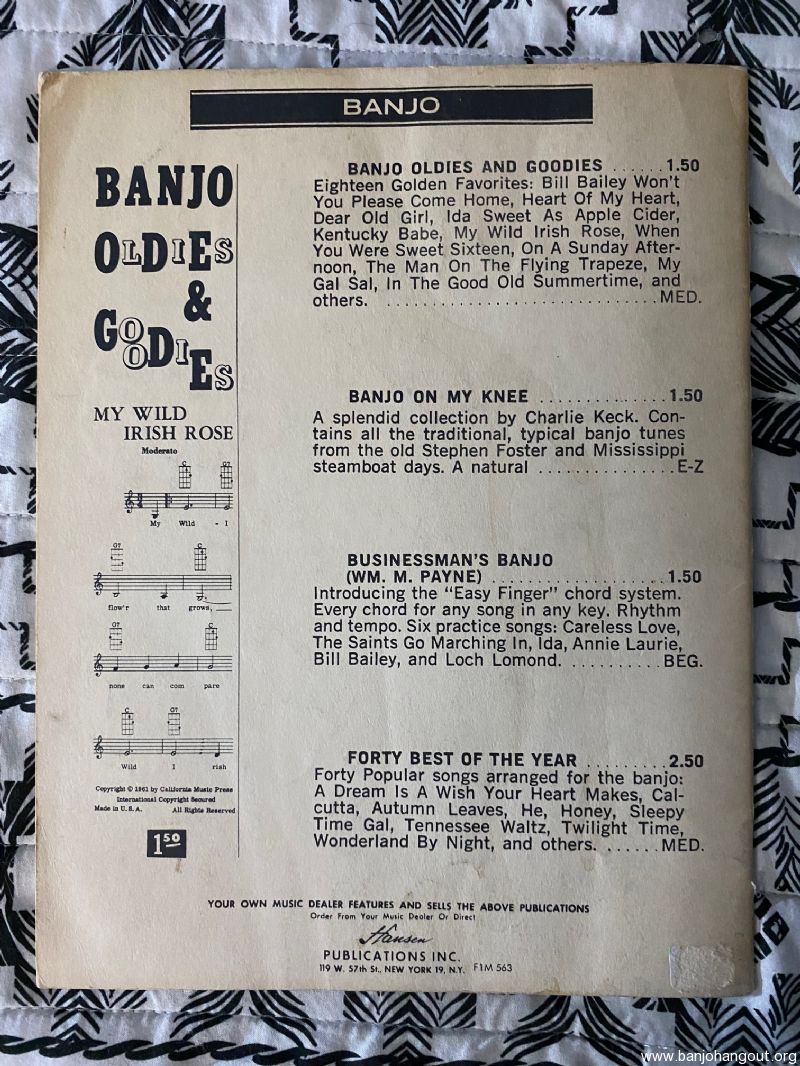 BANJO
BANJO
OLDIES
&
GOODIES
MY WILD
IRISH ROSE
Moderato
C G7
My Wild - I
G7 C
flow'r that grows,
G7 C
none can com pare
C G7
Wild I rish
Copyright © 1961 by California Music Press
International Copyright Secured
Made in U. S. A. All Rights Reserved
1 50
BANJO OLDIES AND GOODIES ...... 1.50
Eighteen Golden Favorites: Bill Bailey Won't
You Please Come Home, Heart Of My Heart,
Dear Old Girl, Ida Sweet As Apple Cider,
Kentucky Babe, My Wild Irish Rose, When
You Were Sweet Sixteen, On A Sunday After-
noon, The Man On The Flying Trapeze, My
Gal Sal, In The Good Old Summertime, and
others. ............................. MED.
BANJO ON MY KNEE .............. 1.50
A splendid collection by Charlie Keck. Con-
tains all the traditional, typical banjo tunes
from the old Stephen Foster and Mississippi
steamboat days. A natural ............... E-Z
BUSINESSMAN'S BANJO
(WM. M. PAYNE) ................... 1.50
Introducing the "Easy Finger" chord system.
Every chord for any song in any key. Rhythm
and tempo. Six practice songs: Careless Love,
The Saints Go Marching In, Ida, Annie Laurie,
Bill Bailey, and Loch Lomond. .......... BEG.
FORTY BEST OF THE YEAR ......... 2.50
Forty Popular songs arranged for the banjo:
A Dream Is A Wish Your Heart Makes, Cal-
cutta, Autumn Leaves, He, Honey, Sleepy
Time Gal, Tennessee Waltz, Twilight Time,
Wonderland By Night, and others. ...... MED.
YOUR OWN MUSIC DEALER FEATURES AND SELLS THE ABOVE PUBLICATIONS
Order From Your Music Dealer Or Direct
Hansen
PUBLICATIONS INC.
119 W. 57th St., NEW YORK 19, N.Y. F1M 563
www.banjohangout.org